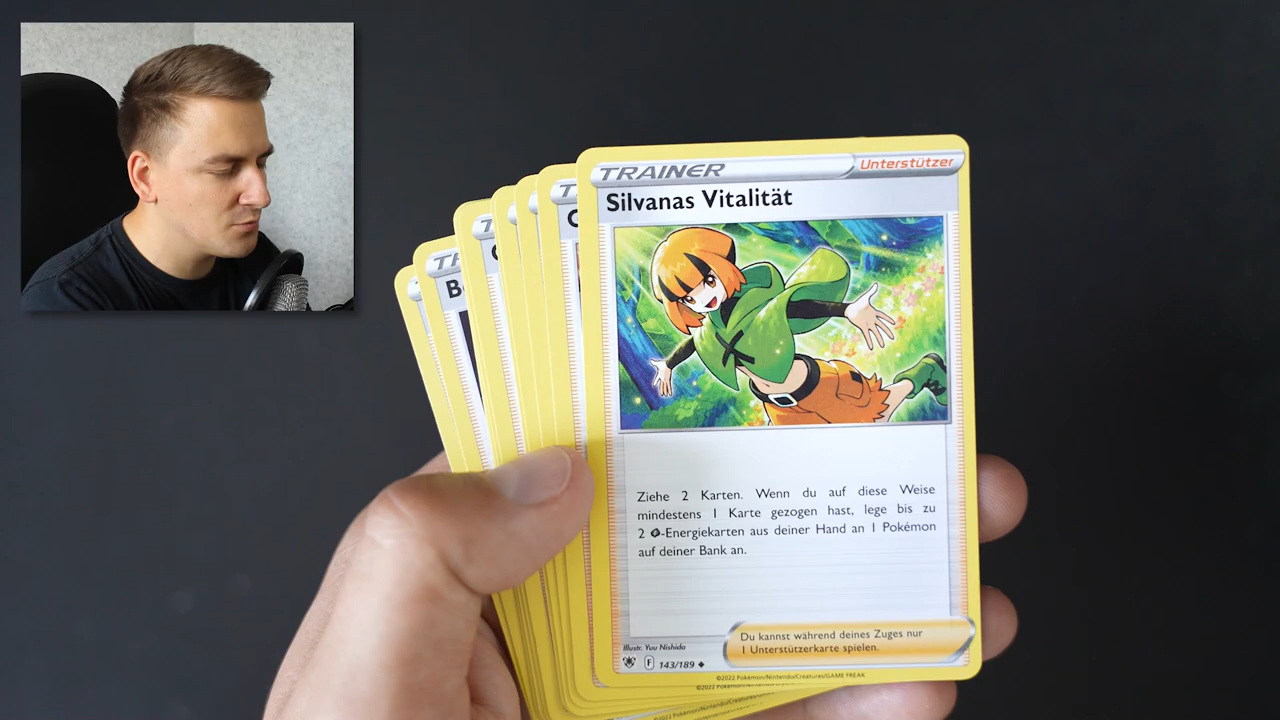 TRAINER
Unterstützer
Silvanas Vitalität
Ziehe 2 Karten. Wenn du auf diese Weise
mindestens 1 Karte gezogen hast, lege bis zu
2 -Energiekarten aus deiner Hand an 1 Pokémon
auf deiner Bank an.
Du kannst während deines Zuges nur
1 Unterstützerkarte spielen.
Illustr. Yuu Nishida
F 143/189
©2022 Pokémon/Nintendo/Creatures/GAME FREAK